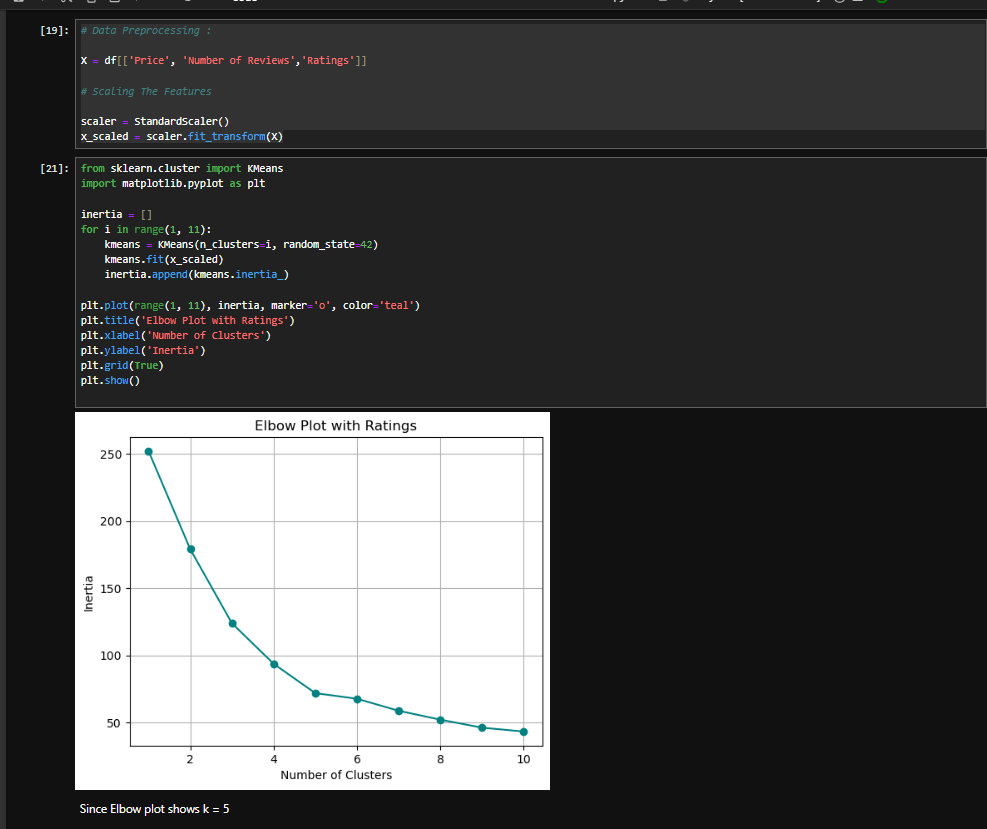 [19]:
# Data Preprocessing :
X = df[['Price', 'Number of Reviews','Ratings']]
# Scaling The Features
scaler = StandardScaler()
x_scaled = scaler.fit_transform(X)
[21]:
from sklearn.cluster import KMeans
import matplotlib.pyplot as plt
inertia = []
for i in range(1, 11):
    kmeans = KMeans(n_clusters=i, random_state=42)
    kmeans.fit(x_scaled)
    inertia.append(kmeans.inertia_)
plt.plot(range(1, 11), inertia, marker='o', color='teal')
plt.title('Elbow Plot with Ratings')
plt.xlabel('Number of Clusters')
plt.ylabel('Inertia')
plt.grid(True)
plt.show()
Elbow Plot with Ratings
250
200
150
100
50
Inertia
2 4 6 8 10
Number of Clusters
Since Elbow plot shows k = 5